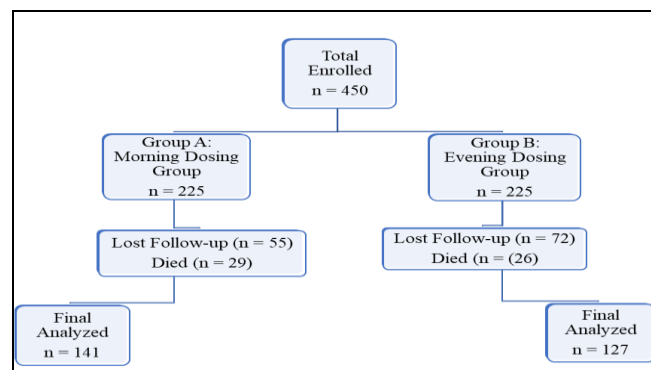 Total
Enrolled
n = 450
Group A:
Morning Dosing
Group
n = 225
Group B:
Evening Dosing
Group
n = 225
Lost Follow-up (n = 55)
Died (n = 29)
Lost Follow-up (n = 72)
Died (n = (26)
Final
Analyzed
n = 141
Final
Analyzed
n = 127